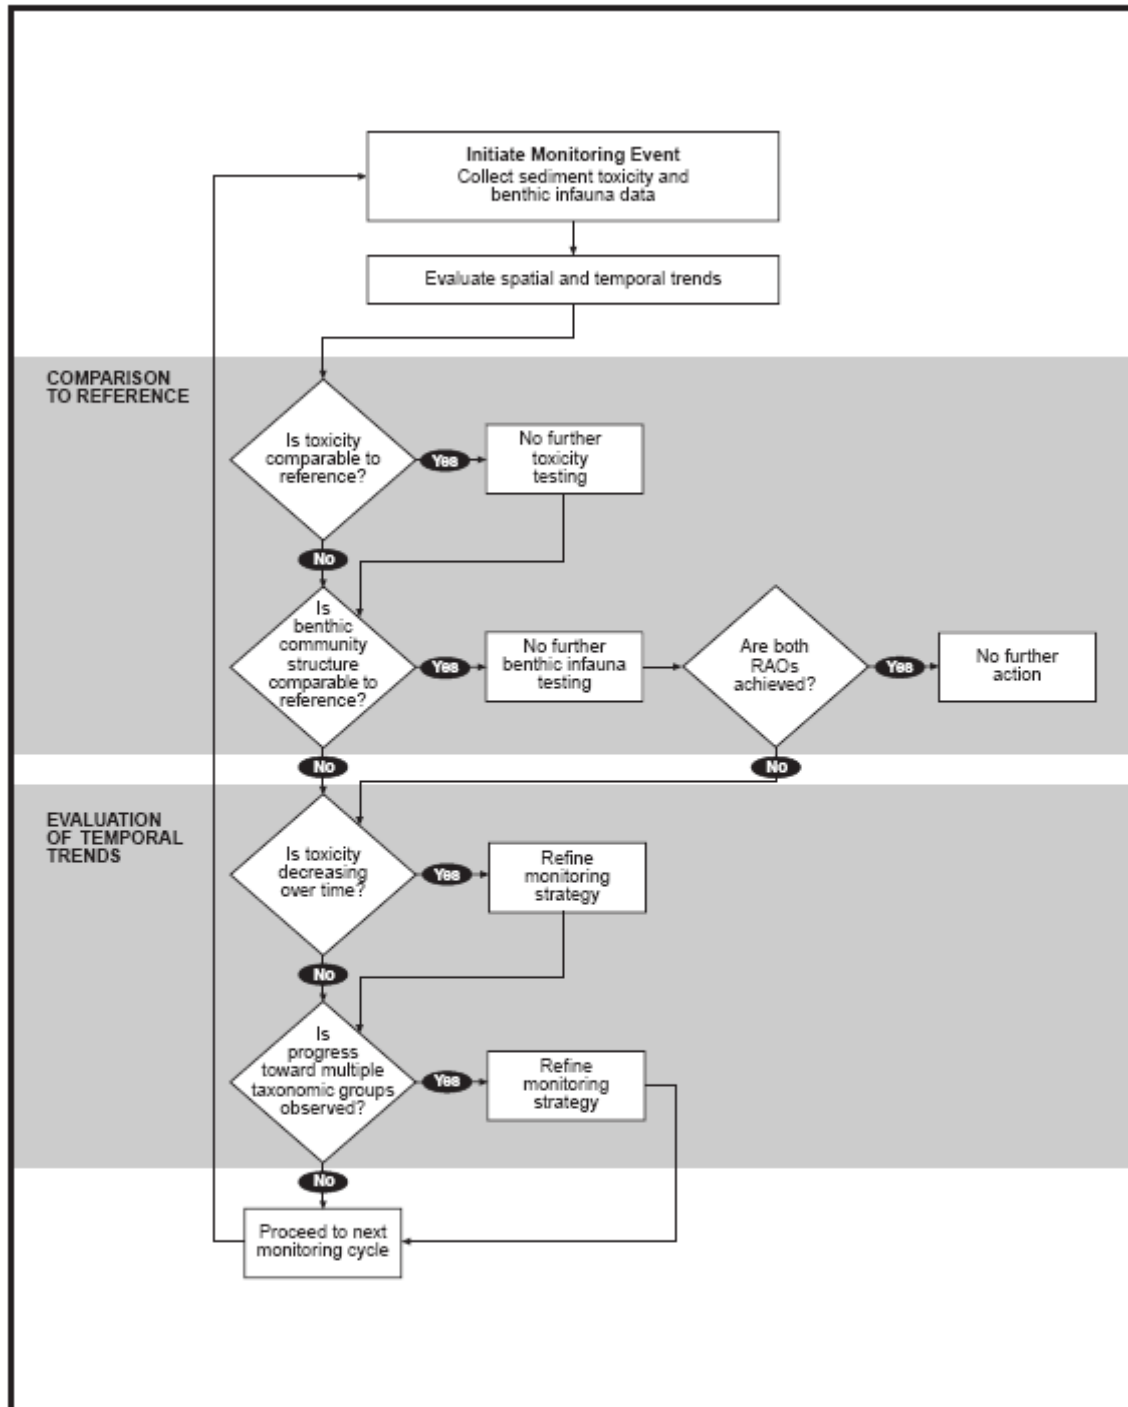 Initiate Monitoring Event
Collect sediment toxicity and
benthic infauna data
Evaluate spatial and temporal trends
COMPARISON
TO REFERENCE
Is toxicity
comparable to
reference?
Yes
No further
toxicity
testing
No
Is
benthic
community
structure
comparable to
reference?
Yes
No further
benthic infauna
testing
Are both
RAOs
achieved?
Yes
No further
action
No
No
EVALUATION
OF TEMPORAL
TRENDS
Is toxicity
decreasing
over time?
Yes
Refine
monitoring
strategy
No
Is
progress
toward multiple
taxonomic groups
observed?
Yes
Refine
monitoring
strategy
No
Proceed to next
monitoring cycle